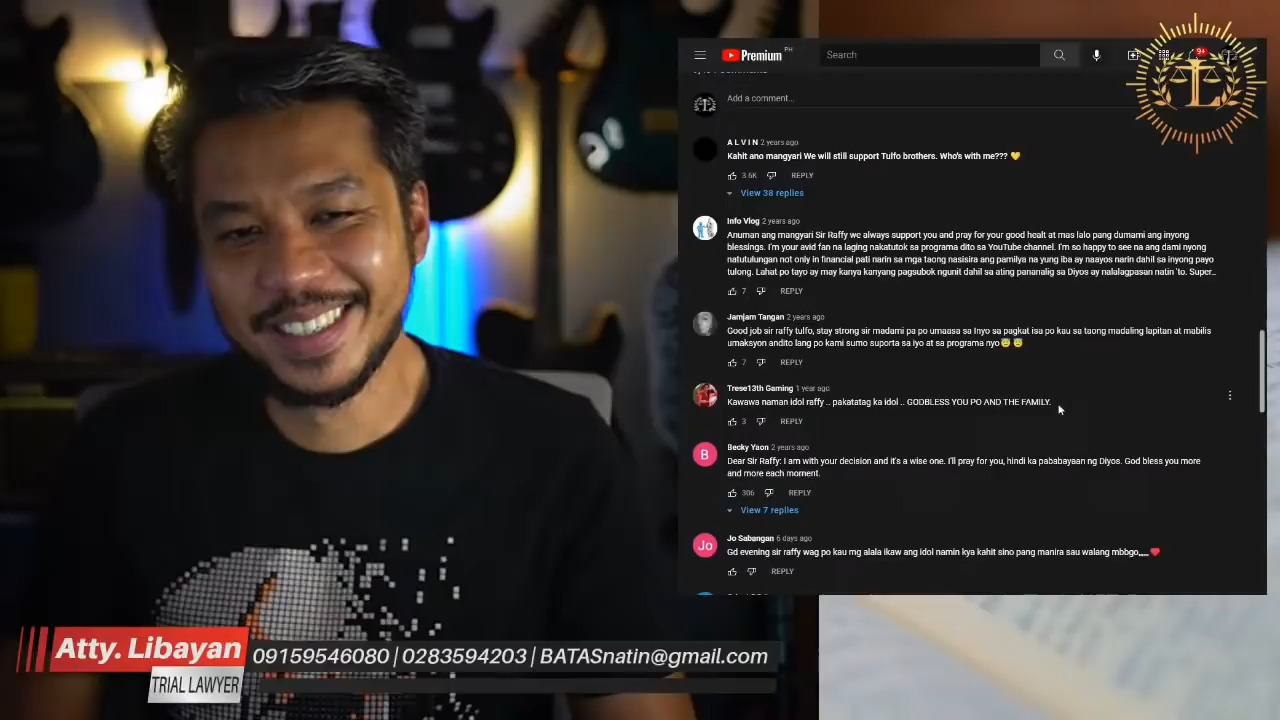 Premium PH
Search
9+
Add a comment...
A L V I N 2 years ago
Kahit ano mangyari We will still support Tulfo brothers. Who's with me??? 💛
3.6K REPLY
View 38 replies
Info Vlog 2 years ago
Anuman ang mangyari Sir Raffy we always support you and pray for your good healt at mas lalo pang dumami ang inyong
blessings. I'm your avid fan na laging nakatutok sa programa dito sa YouTube channel. I'm so happy to see na ang dami nyong
natutulungan not only in financial pati narin sa mga taong nasisira ang pamilya na yung iba ay naayos narin dahil sa inyong payo
tulong. Lahat po tayo ay may kanya kanyang pagsubok ngunit dahil sa ating pananalig sa Diyos ay nalalagpasan natin 'to. Super...
7 REPLY
Jamjam Tangan 2 years ago
Good job sir raffy tulfo, stay strong sir madami pa po umaasa sa Inyo sa pagkat isa po kau sa taong madaling lapitan at mabilis
umaksyon andito lang po kami sumo suporta sa iyo at sa programa nyo😇 😇
7 REPLY
Trese13th Gaming 1 year ago
Kawawa naman idol raffy .. pakatatag ka idol .. GODBLESS YOU PO AND THE FAMILY.
3 REPLY
B
Becky Yaon 2 years ago
Dear Sir Raffy: I am with your decision and it's a wise one. I'll pray for you, hindi ka pababayaan ng Diyos. God bless you more
and more each moment.
306 REPLY
View 7 replies
Jo
Jo Sabangan 6 days ago
Gd evening sir raffy wag po kau mg alala ikaw ang idol namin kya kahit sino pang manira sau walang mbbgo,,,,, ❤️
REPLY
Atty. Libayan
09159546080 | 0283594203 | BATASnatin@gmail.com
TRIAL LAWYER